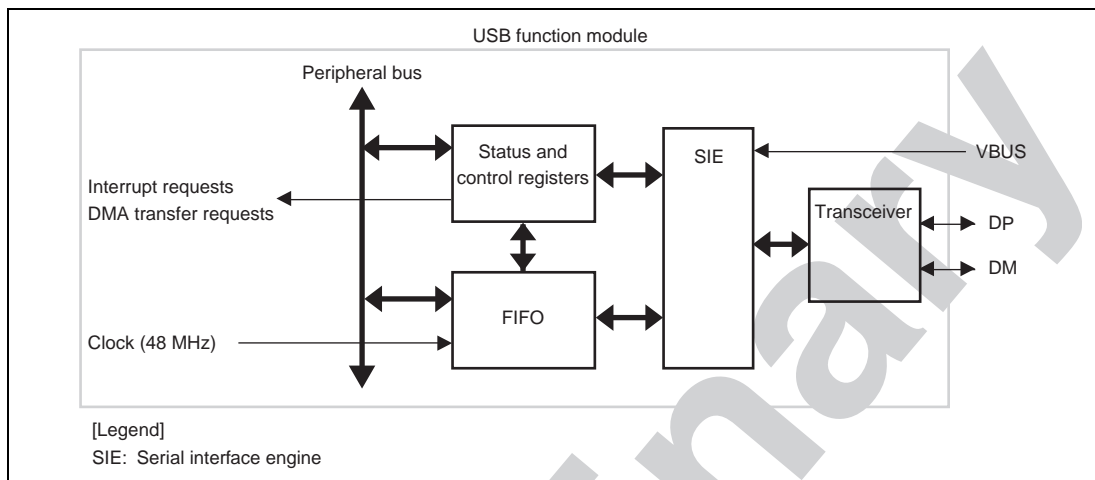 USB function module
Peripheral bus
Status and
control registers
SIE
VBUS
Interrupt requests
DMA transfer requests
Transceiver
DP
DM
FIFO
Clock (48 MHz)
[Legend]
SIE: Serial interface engine